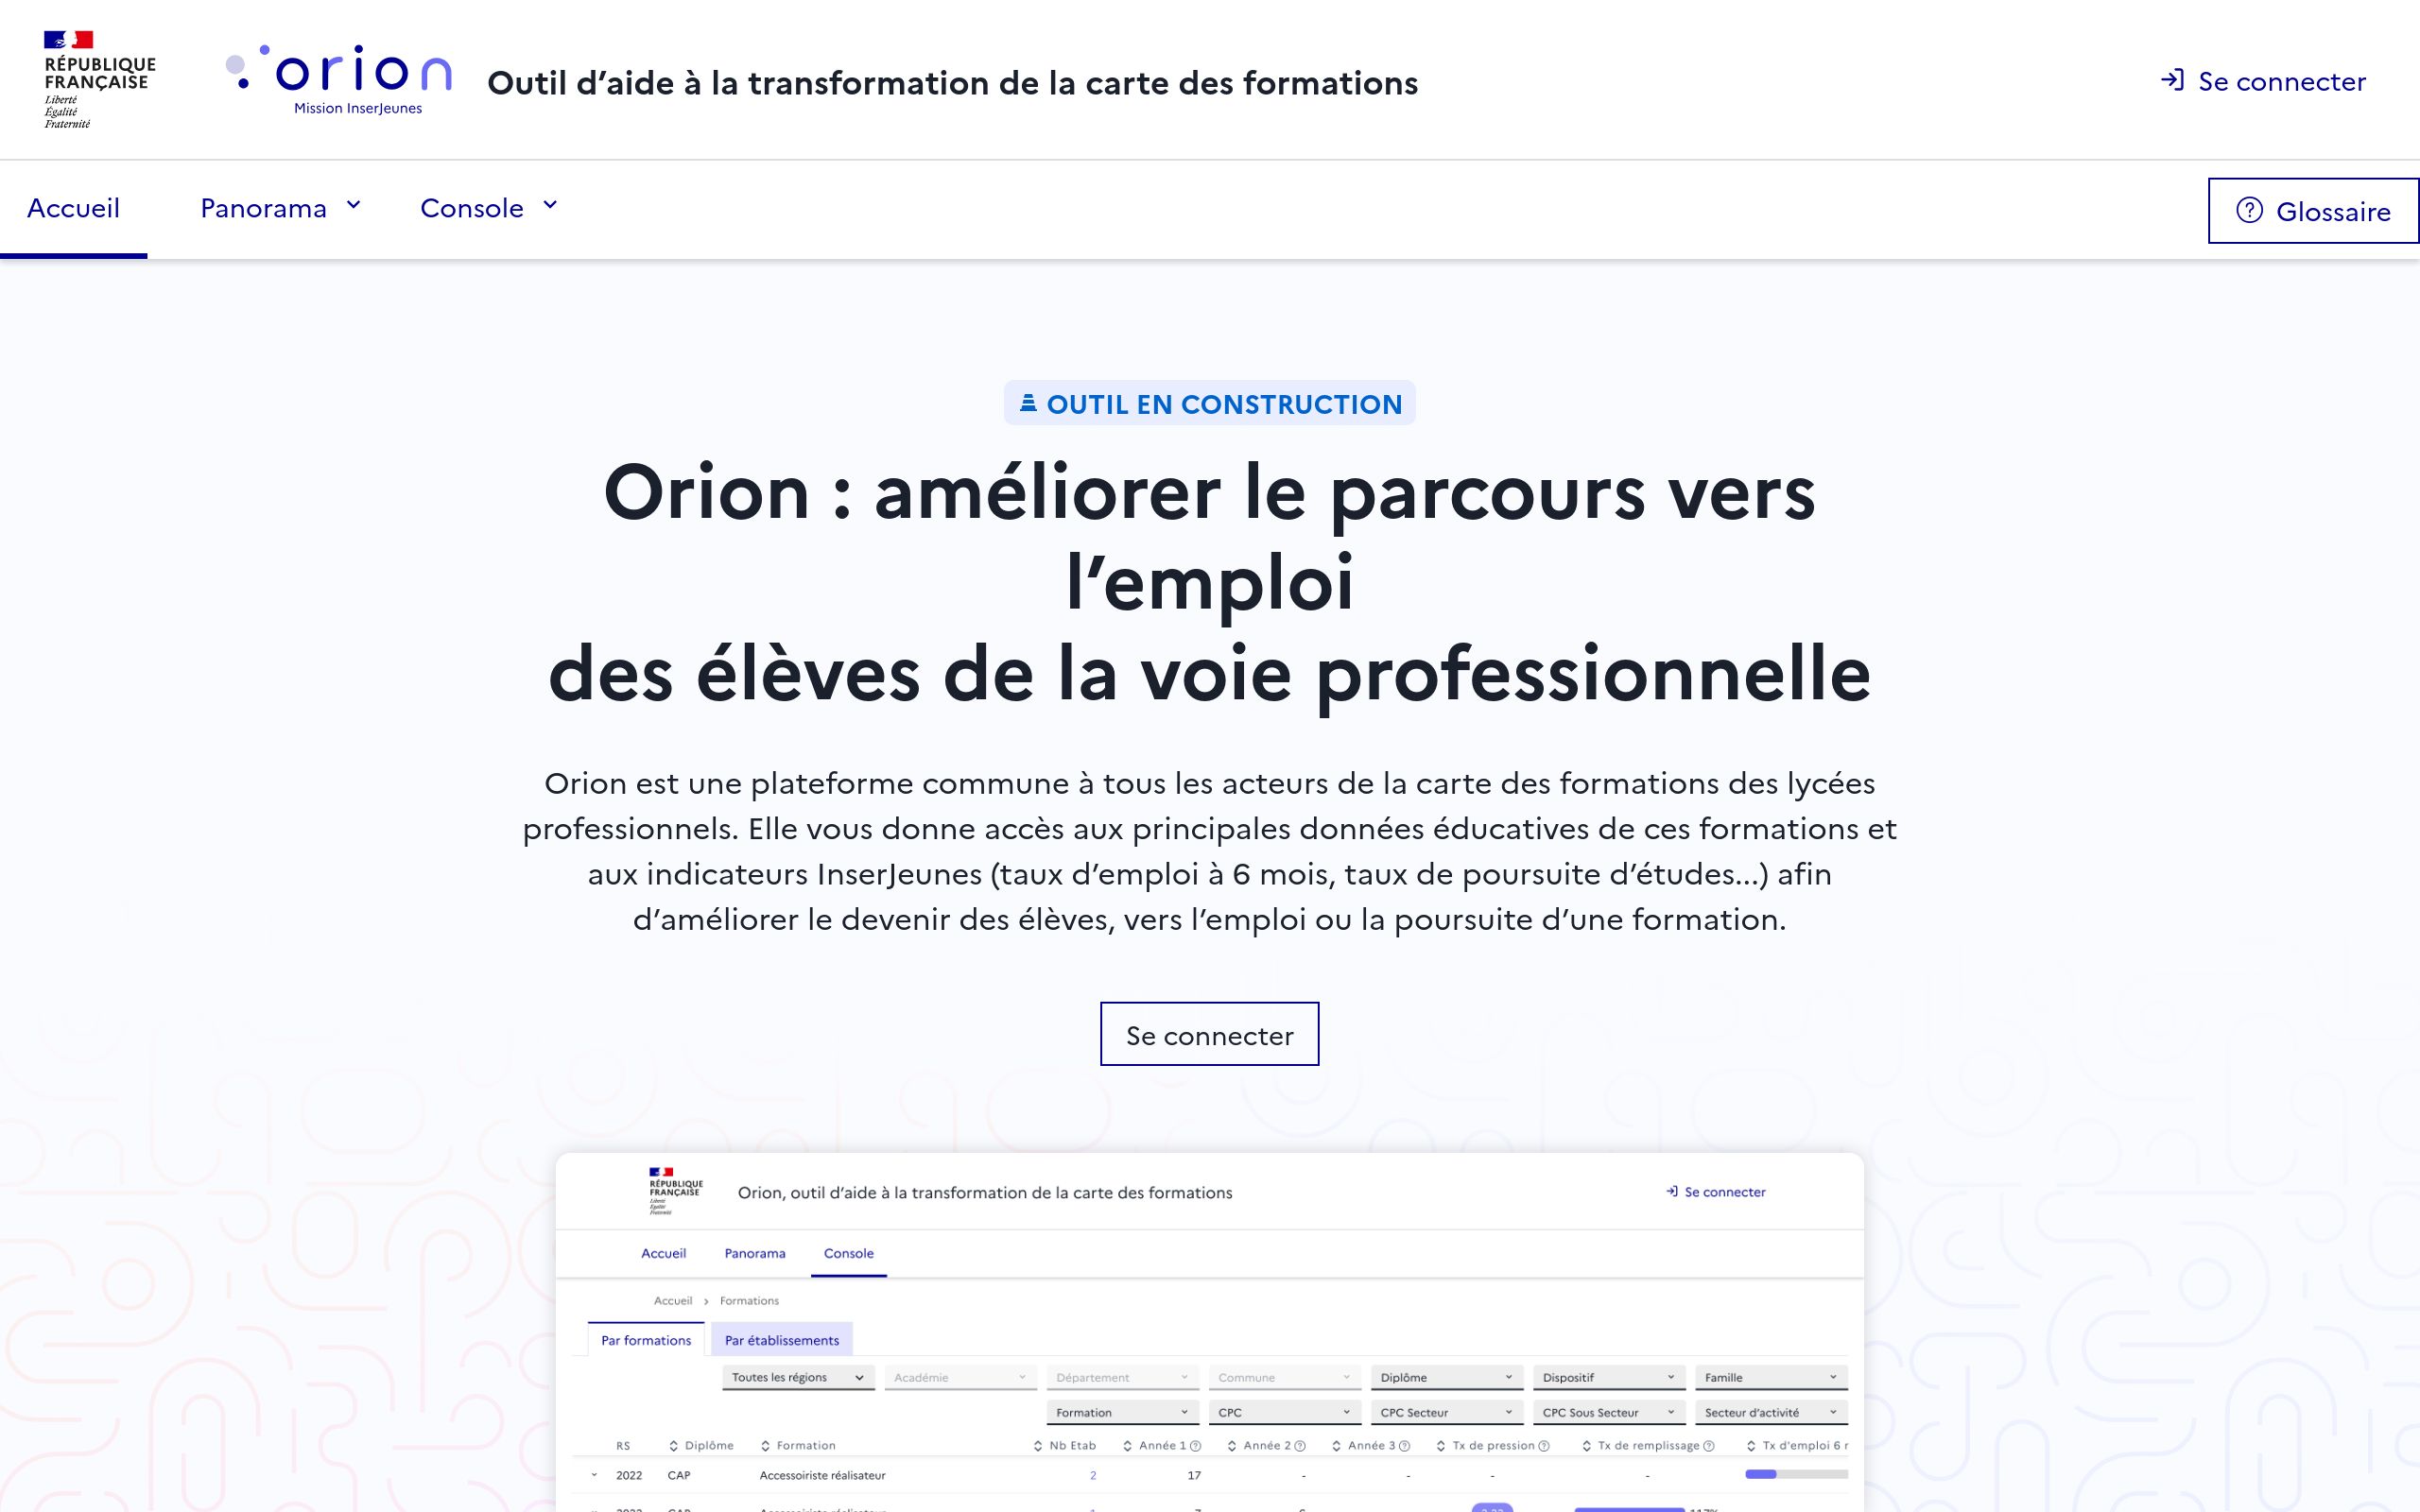 RÉPUBLIQUE
FRANÇAISE
Liberté
Égalité
Fraternité
orion
Mission InserJeunes
Outil d’aide à la transformation de la carte des formations
Se connecter
Accueil Panorama Console Glossaire
OUTIL EN CONSTRUCTION
Orion : améliorer le parcours vers
l’emploi
des élèves de la voie professionnelle
Orion est une plateforme commune à tous les acteurs de la carte des formations des lycées
professionnels. Elle vous donne accès aux principales données éducatives de ces formations et
aux indicateurs InserJeunes (taux d’emploi à 6 mois, taux de poursuite d’études...) afin
d’améliorer le devenir des élèves, vers l’emploi ou la poursuite d’une formation.
Se connecter
RÉPUBLIQUE
FRANÇAISE
Liberté
Égalité
Fraternité
Orion, outil d’aide à la transformation de la carte des formations
Se connecter
Accueil Panorama Console
Accueil > Formations
Par formations Par établissements
Toutes les régions Académie Département Commune Diplôme Dispositif Famille
Formation CPC CPC Secteur CPC Sous Secteur Secteur d’activité
RS Diplôme Formation Nb Etab Année 1 Année 2 Année 3 Tx de pression Tx de remplissage Tx d'emploi 6
2022 CAP Accessoiriste réalisateur 2 17 - - - -